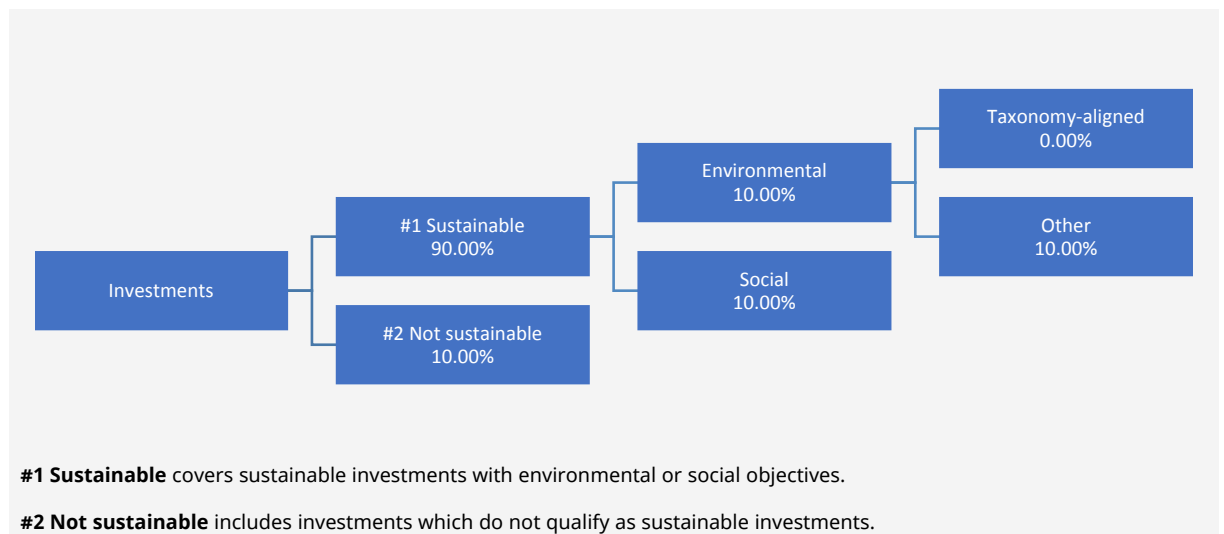 Investments
#1 Sustainable
90.00%
#2 Not sustainable
10.00%
Environmental
10.00%
Social
10.00%
Taxonomy-aligned
0.00%
Other
10.00%
#1 Sustainable covers sustainable investments with environmental or social objectives.
#2 Not sustainable includes investments which do not qualify as sustainable investments.